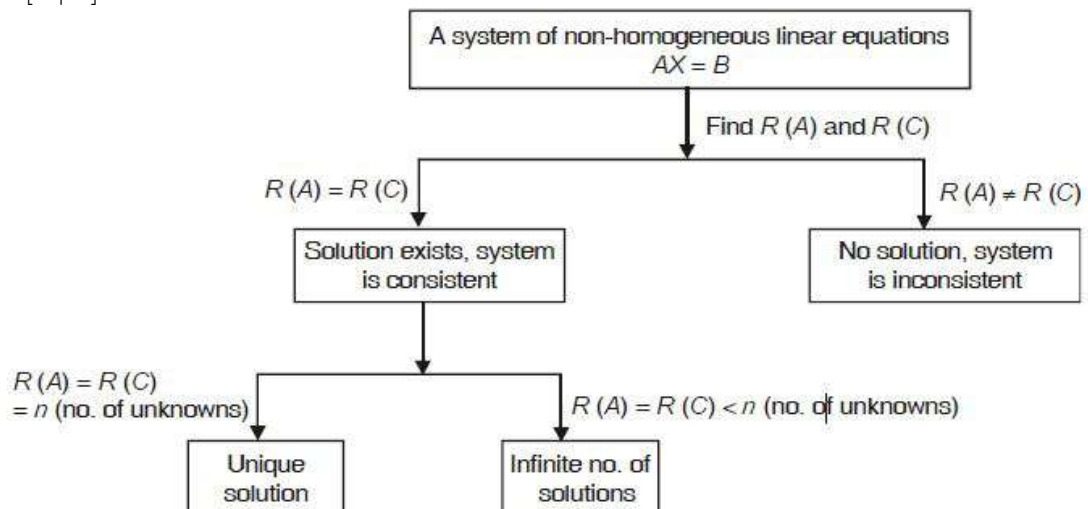 A system of non-homogeneous linear equations
AX = B
Find R (A) and R (C)
R (A) = R (C)
R (A) ≠ R (C)
Solution exists, system
is consistent
No solution, system
is inconsistent
R (A) = R (C)
= n (no. of unknowns)
R (A) = R (C) < n (no. of unknowns)
Unique
solution
Infinite no. of
solutions